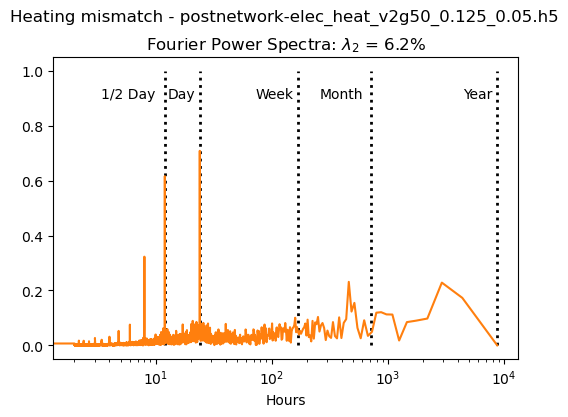 Heating mismatch - postnetwork-elec_heat_v2g50_0.125_0.05.h5
Fourier Power Spectra: λ₂ = 6.2%
1.0
1/2 Day Day Week Month Year
0.8
0.6
0.4
0.2
0.0
10¹ 10² 10³ 10⁴
Hours